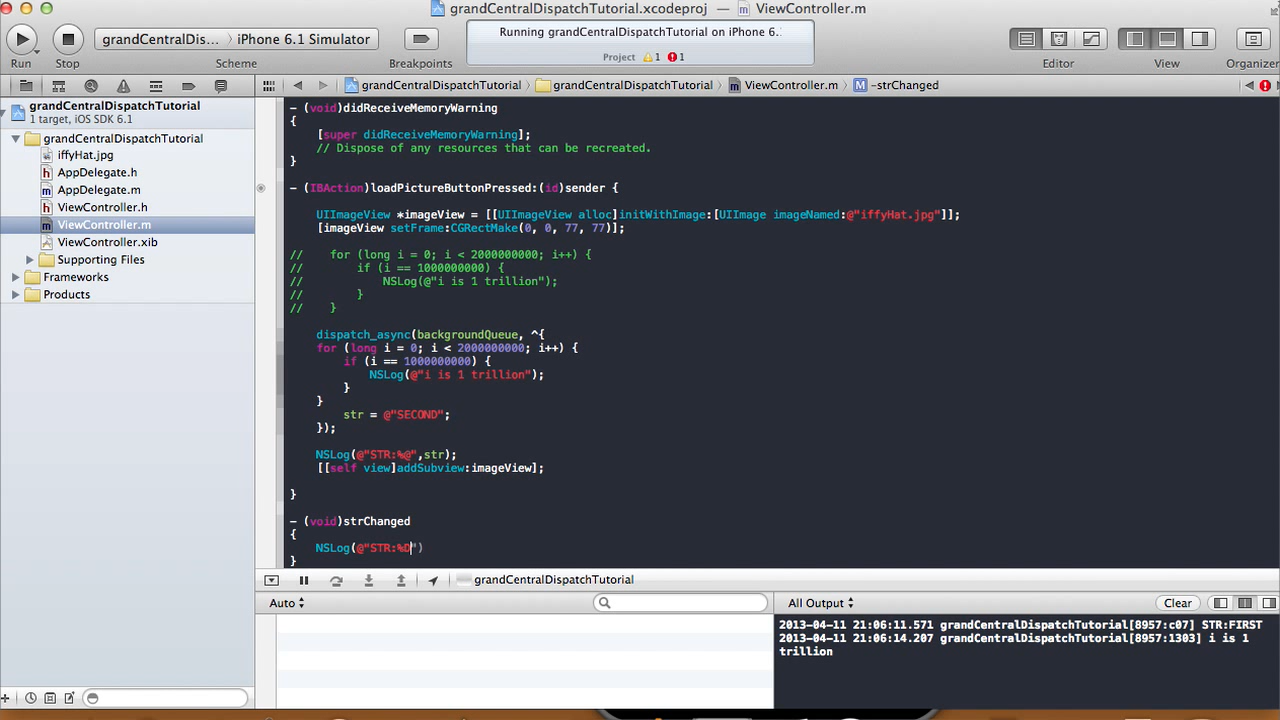 grandCentralDispatchTutorial.xcodeproj — ViewController.m
Running grandCentralDispatchTutorial on iPhone 6.1
grandCentralDis... iPhone 6.1 Simulator
Project 1 1
Run Stop Scheme Breakpoints Editor View Organizer
grandCentralDispatchTutorial grandCentralDispatchTutorial ViewController.m M -strChanged
grandCentralDispatchTutorial
1 target, iOS SDK 6.1
grandCentralDispatchTutorial
iffyHat.jpg
h AppDelegate.h
m AppDelegate.m
h ViewController.h
m ViewController.m
ViewController.xib
Supporting Files
Frameworks
Products
- (void)didReceiveMemoryWarning
{
[super didReceiveMemoryWarning];
// Dispose of any resources that can be recreated.
}
- (IBAction)loadPictureButtonPressed:(id)sender {
UIImageView *imageView = [[UIImageView alloc]initWithImage:[UIImage imageNamed:@"iffyHat.jpg"]];
[imageView setFrame:CGRectMake(0, 0, 77, 77)];
// for (long i = 0; i < 2000000000; i++) {
// if (i == 1000000000) {
// NSLog(@"i is 1 trillion");
// }
// }
dispatch_async(backgroundQueue, ^{
for (long i = 0; i < 2000000000; i++) {
if (i == 1000000000) {
NSLog(@"i is 1 trillion");
}
}
str = @"SECOND";
});
NSLog(@"STR:%@",str);
[[self view]addSubview:imageView];
}
- (void)strChanged
{
NSLog(@"STR:%D")
}
grandCentralDispatchTutorial
Auto
All Output
Clear
2013-04-11 21:06:11.571 grandCentralDispatchTutorial[8957:c07] STR:FIRST
2013-04-11 21:06:14.207 grandCentralDispatchTutorial[8957:1303] i is 1
trillion